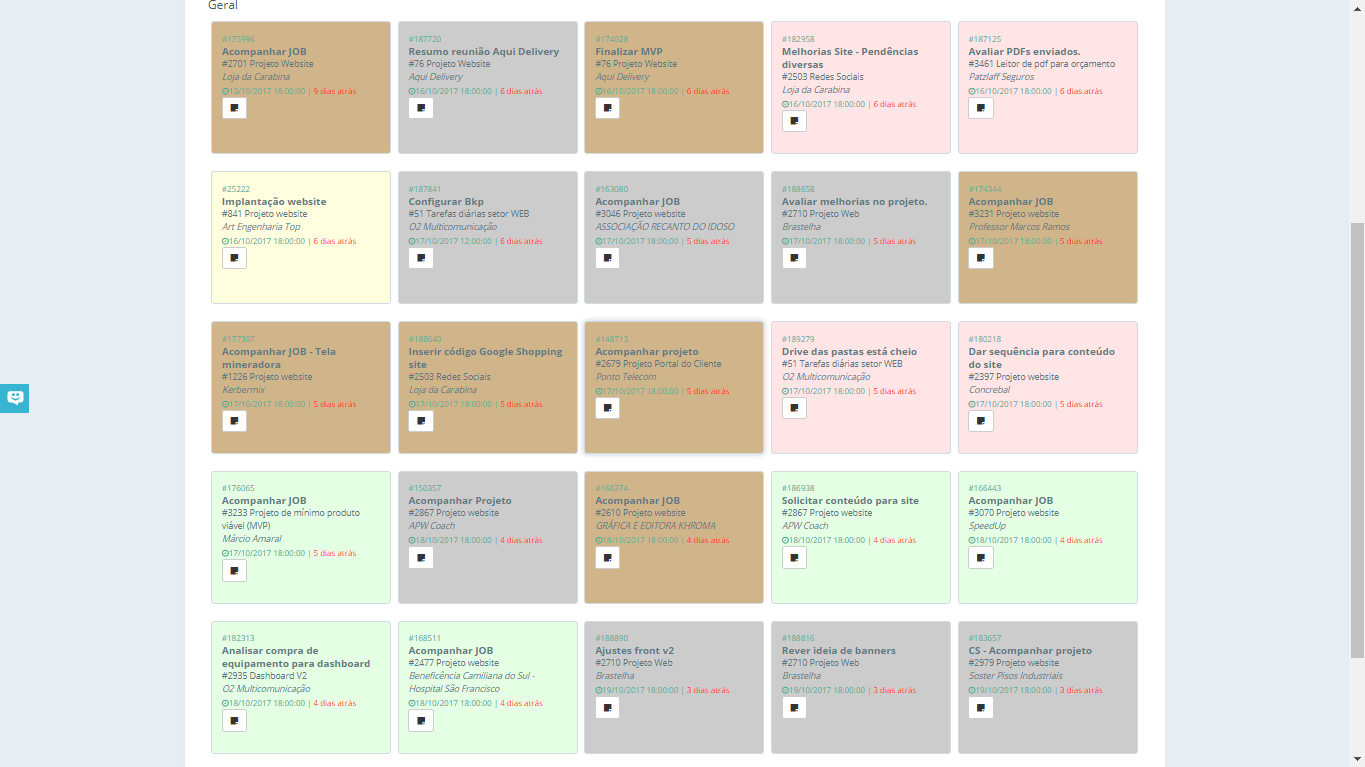 Geral
#175996
Acompanhar JOB
#2701 Projeto Website
Loja da Carabina
13/10/2017 18:00:00 | 9 dias atrás
#187720
Resumo reunião Aqui Delivery
#76 Projeto Website
Aqui Delivery
16/10/2017 18:00:00 | 6 dias atrás
#174028
Finalizar MVP
#76 Projeto Website
Aqui Delivery
16/10/2017 18:00:00 | 6 dias atrás
#182958
Melhorias Site - Pendências
diversas
#2503 Redes Sociais
Loja da Carabina
16/10/2017 18:00:00 | 6 dias atrás
#187125
Avaliar PDFs enviados.
#3461 Leitor de pdf para orçamento
Patzlaff Seguros
16/10/2017 18:00:00 | 6 dias atrás
#25222
Implantação website
#841 Projeto website
Art Engenharia Top
16/10/2017 18:00:00 | 6 dias atrás
#187841
Configurar Bkp
#51 Tarefas diárias setor WEB
O2 Multicomunicação
17/10/2017 12:00:00 | 6 dias atrás
#163080
Acompanhar JOB
#3046 Projeto website
ASSOCIAÇÃO RECANTO DO IDOSO
17/10/2017 18:00:00 | 5 dias atrás
#188658
Avaliar melhorias no projeto.
#2710 Projeto Web
Brastelha
17/10/2017 18:00:00 | 5 dias atrás
#174344
Acompanhar JOB
#3231 Projeto website
Professor Marcos Ramos
17/10/2017 18:00:00 | 5 dias atrás
#177307
Acompanhar JOB - Tela
mineradora
#1226 Projeto website
Kerbermix
17/10/2017 18:00:00 | 5 dias atrás
#188640
Inserir código Google Shopping
site
#2503 Redes Sociais
Loja da Carabina
17/10/2017 18:00:00 | 5 dias atrás
#148713
Acompanhar projeto
#2679 Projeto Portal do Cliente
Ponto Telecom
17/10/2017 18:00:00 | 5 dias atrás
#189279
Drive das pastas está cheio
#51 Tarefas diárias setor WEB
O2 Multicomunicação
17/10/2017 18:00:00 | 5 dias atrás
#180218
Dar sequência para conteúdo
do site
#2397 Projeto website
Concrebal
17/10/2017 18:00:00 | 5 dias atrás
#176065
Acompanhar JOB
#3233 Projeto de mínimo produto
viável (MVP)
Márcio Amaral
17/10/2017 18:00:00 | 5 dias atrás
#150357
Acompanhar Projeto
#2867 Projeto website
APW Coach
18/10/2017 18:00:00 | 4 dias atrás
#166374
Acompanhar JOB
#2610 Projeto website
GRÁFICA E EDITORA KHROMA
18/10/2017 18:00:00 | 4 dias atrás
#186938
Solicitar conteúdo para site
#2867 Projeto website
APW Coach
18/10/2017 18:00:00 | 4 dias atrás
#166443
Acompanhar JOB
#3070 Projeto website
SpeedUp
18/10/2017 18:00:00 | 4 dias atrás
#182313
Analisar compra de
equipamento para dashboard
#2935 Dashboard V2
O2 Multicomunicação
18/10/2017 18:00:00 | 4 dias atrás
#168511
Acompanhar JOB
#2477 Projeto website
Beneficência Camiliana do Sul -
Hospital São Francisco
18/10/2017 18:00:00 | 4 dias atrás
#188890
Ajustes front v2
#2710 Projeto Web
Brastelha
19/10/2017 18:00:00 | 3 dias atrás
#188816
Rever ideia de banners
#2710 Projeto Web
Brastelha
19/10/2017 18:00:00 | 3 dias atrás
#183657
CS - Acompanhar projeto
#2979 Projeto website
Soster Pisos Industriais
19/10/2017 18:00:00 | 3 dias atrás